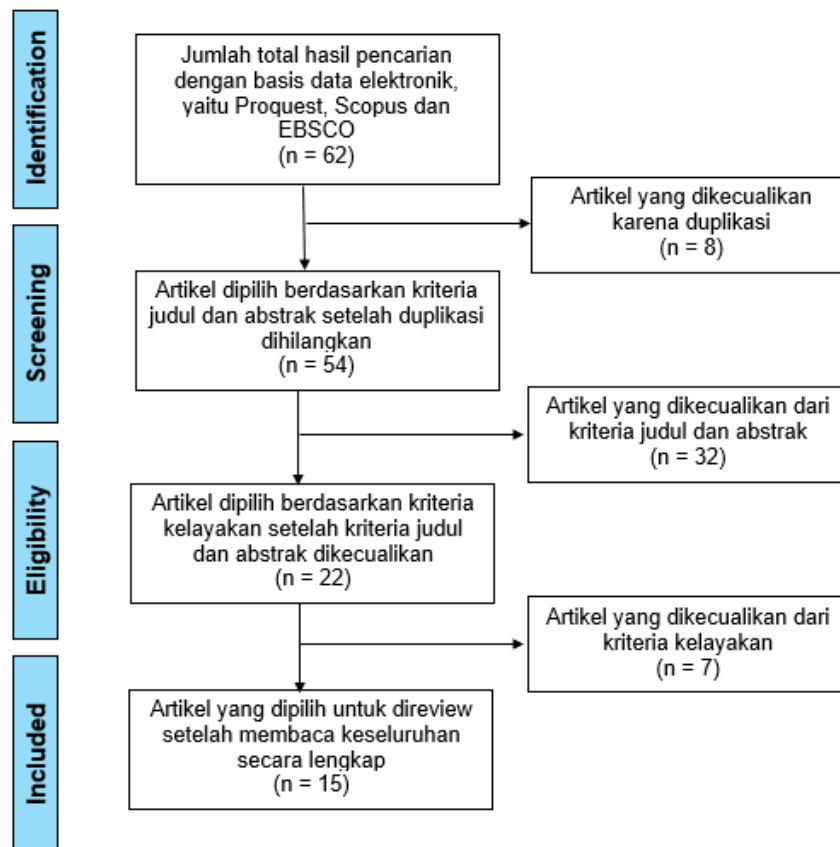 Identification
Jumlah total hasil pencarian
dengan basis data elektronik,
yaitu Proquest, Scopus dan
EBSCO
(n = 62)
Artikel yang dikecualikan
karena duplikasi
(n = 8)
Screening
Artikel dipilih berdasarkan kriteria
judul dan abstrak setelah duplikasi
dihilangkan
(n = 54)
Artikel yang dikecualikan dari
kriteria judul dan abstrak
(n = 32)
Eligibility
Artikel dipilih berdasarkan kriteria
kelayakan setelah kriteria judul
dan abstrak dikecualikan
(n = 22)
Artikel yang dikecualikan dari
kriteria kelayakan
(n = 7)
Included
Artikel yang dipilih untuk direview
setelah membaca keseluruhan
secara lengkap
(n = 15)